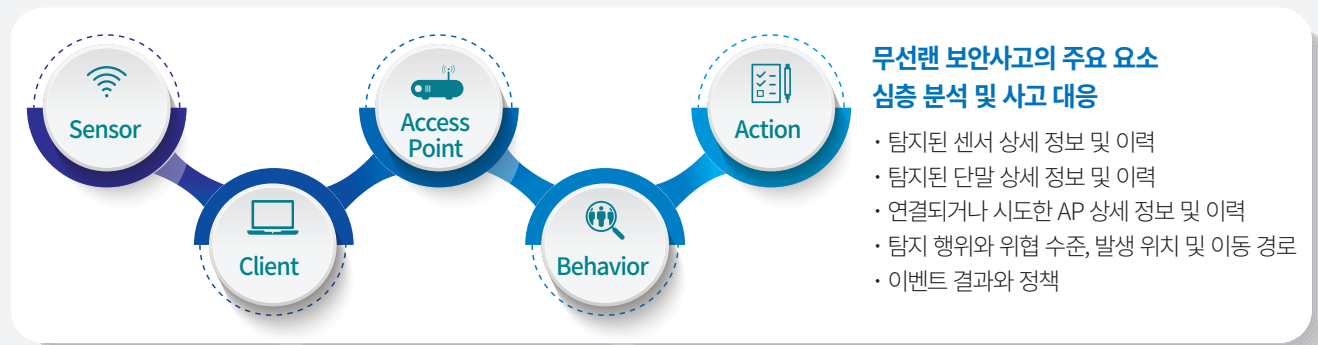 Sensor
Client
Access
Point
Behavior
Action
무선랜 보안사고의 주요 요소
심층 분석 및 사고 대응
· 탐지된 센서 상세 정보 및 이력
· 탐지된 단말 상세 정보 및 이력
· 연결되거나 시도한 AP 상세 정보 및 이력
· 탐지 행위와 위협 수준, 발생 위치 및 이동 경로
· 이벤트 결과와 정책